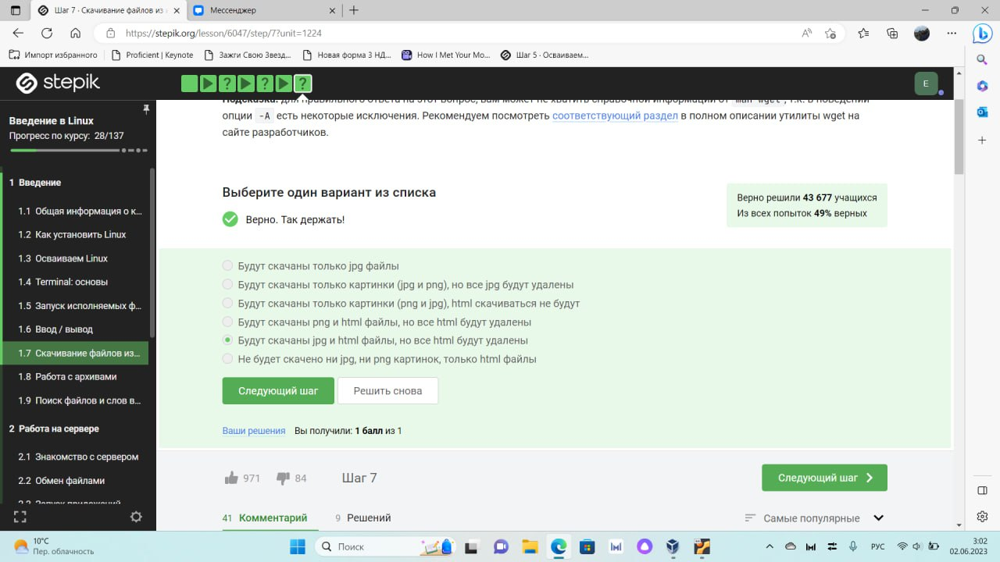 Шаг 7 · Скачивание файлов из
Мессенджер
https://stepik.org/lesson/6047/step/7?unit=1224
Импорт избранного
Proficient | Keynote
Зажги Свою Звезд...
Новая форма 3 НД...
How I Met Your Mo...
Шаг 5 · Осваиваем...
stepik
? ? ?
E
Введение в Linux
Прогресс по курсу: 28/137
1 Введение
1.1 Общая информация о к...
1.2 Как установить Linux
1.3 Осваиваем Linux
1.4 Terminal: основы
1.5 Запуск исполняемых ф...
1.6 Ввод / вывод
1.7 Скачивание файлов из...
1.8 Работа с архивами
1.9 Поиск файлов и слов в...
2 Работа на сервере
2.1 Знакомство с сервером
2.2 Обмен файлами
2.3 Запуск приложений
Подсказка: для правильного ответа на этот вопрос, вам может не хватить справочной информации от man wget, т.к. в поведении
опции -A есть некоторые исключения. Рекомендуем посмотреть соответствующий раздел в полном описании утилиты wget на
сайте разработчиков.
Выберите один вариант из списка
Верно. Так держать!
Верно решили 43 677 учащихся
Из всех попыток 49% верных
Будут скачаны только jpg файлы
Будут скачаны только картинки (jpg и png), но все jpg будут удалены
Будут скачаны только картинки (png и jpg), html скачиваться не будут
Будут скачаны png и html файлы, но все html будут удалены
Будут скачаны jpg и html файлы, но все html будут удалены
Не будет скачено ни jpg, ни png картинок, только html файлы
Следующий шаг
Решить снова
Ваши решения Вы получили: 1 балл из 1
971
84
Шаг 7
Следующий шаг
41 Комментарий
9 Решений
Самые популярные
10°C
Пер. облачность
Поиск
РУС
3:02
02.06.2023